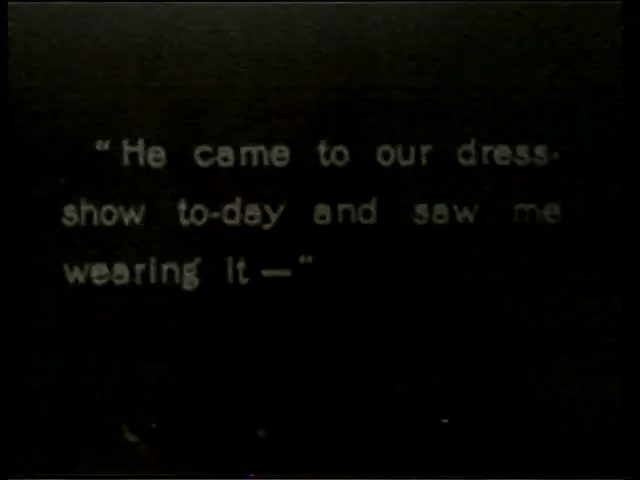 "He came to our dress-
show to-day and saw me
wearing it —"